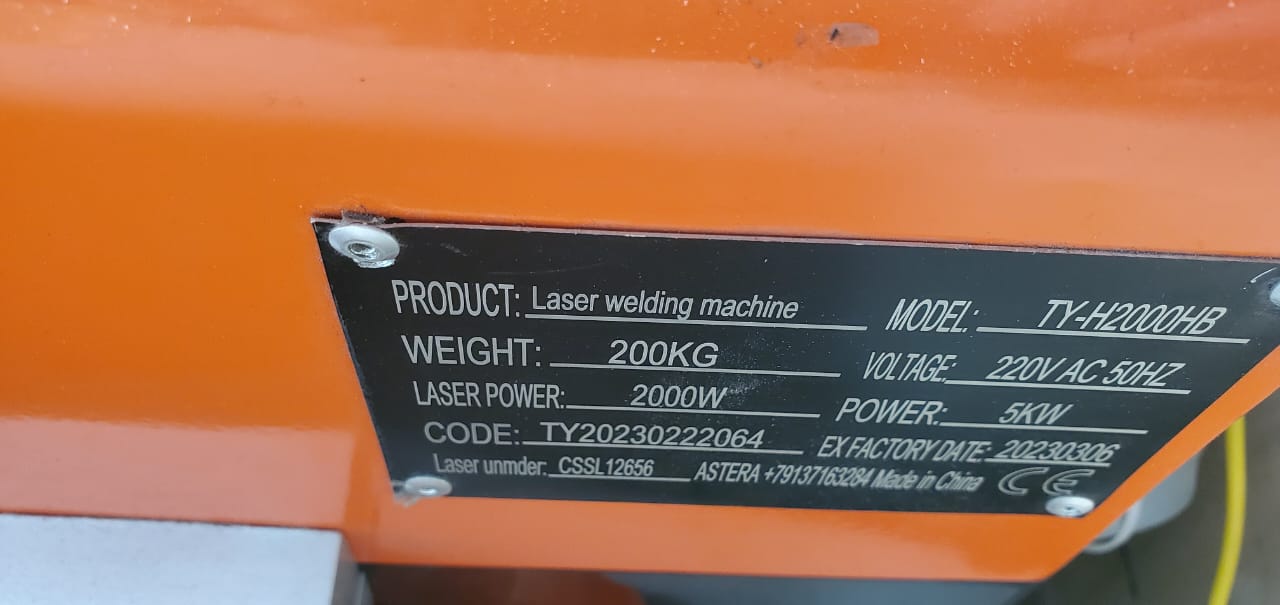 PRODUCT: Laser welding machine MODEL: TY-H2000HB
WEIGHT: 200KG VOLTAGE: 220V AC 50HZ
LASER POWER: 2000W POWER: 5KW
CODE: TY20230222064 EX FACTORY DATE: 20230306
Laser unmder: CSSL12656 ASTERA +79137163284 Made in China CE